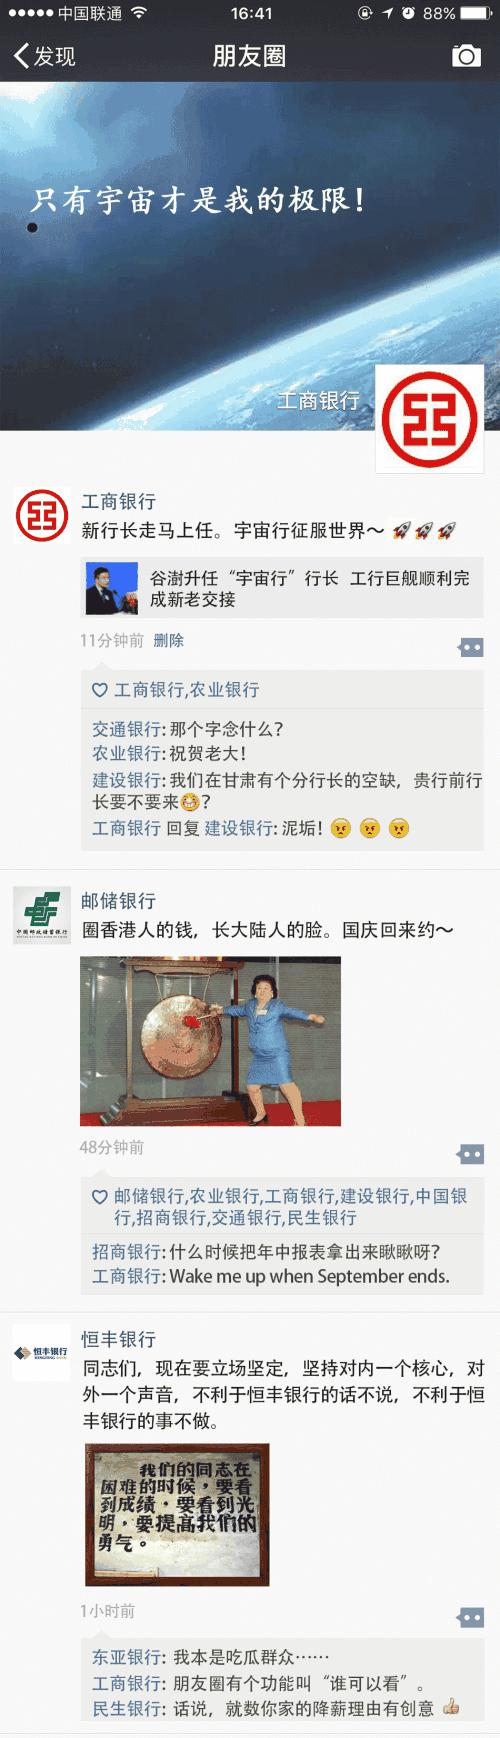 中国联通 16:41 88%
发现 朋友圈
只有宇宙才是我的极限！
工商银行
工商银行
新行长走马上任。宇宙行征服世界～
谷澍升任“宇宙行”行长 工行巨舰顺利完
成新老交接
11分钟前 删除
工商银行,农业银行
交通银行: 那个字念什么？
农业银行: 祝贺老大！
建设银行: 我们在甘肃有个分行长的空缺，贵行前行
长要不要来？
工商银行 回复 建设银行: 泥垢！
中国邮政储蓄银行
邮储银行
圈香港人的钱，长大陆人的脸。国庆回来约～
48分钟前
邮储银行,农业银行,工商银行,建设银行,中国银
行,招商银行,交通银行,民生银行
招商银行: 什么时候把年中报表拿出来瞅瞅呀？
工商银行: Wake me up when September ends.
恒丰银行
恒丰银行
同志们，现在要立场坚定，坚持对内一个核心，对
外一个声音，不利于恒丰银行的话不说，不利于恒
丰银行的事不做。
我们的同志在
困难的时候，要看
到成绩，要看到光
明，要提高我们的
勇气。
1小时前
东亚银行: 我本是吃瓜群众……
工商银行: 朋友圈有个功能叫“谁可以看”。
民生银行: 话说，就数你家的降薪理由有创意